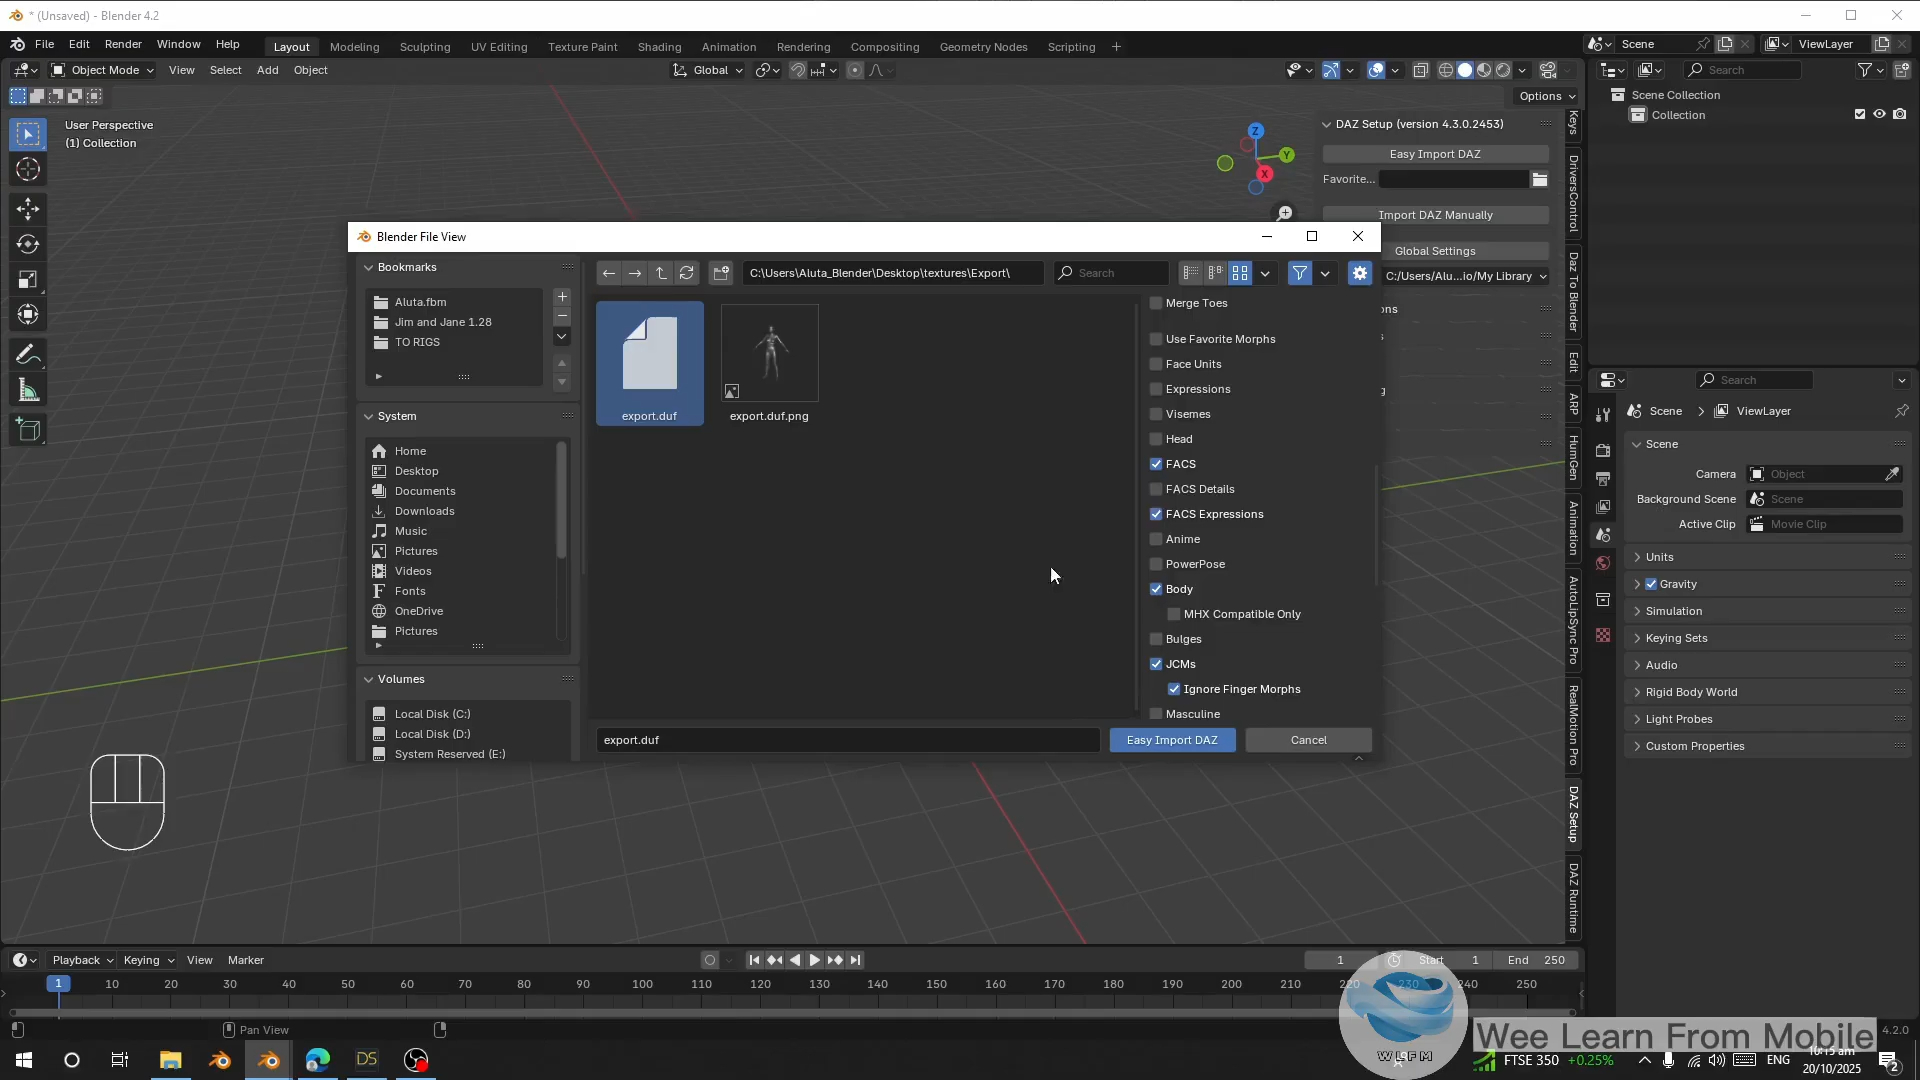 * (Unsaved) - Blender 4.2
File Edit Render Window Help Layout Modeling Sculpting UV Editing Texture Paint Shading Animation Rendering Compositing Geometry Nodes Scripting + Scene ViewLayer
Object Mode View Select Add Object Global Search
Options
User Perspective
(1) Collection
Z
Y
X
DAZ Setup (version 4.3.0.2453)
Easy Import DAZ
Favorite...
Import DAZ Manually
Global Settings
C:/Users/Alu...io/My Library
ons
Keys
DriversControl
Daz To Blender
Edit
ARP
HumGen
Animation
AutoLipSync Pro
RealMotion Pro
DAZ Setup
DAZ Runtime
Scene Collection
Collection
Blender File View
Bookmarks
Aluta.fbm
Jim and Jane 1.28
TO RIGS
System
Home
Desktop
Documents
Downloads
Music
Pictures
Videos
Fonts
OneDrive
Pictures
Volumes
Local Disk (C:)
Local Disk (D:)
System Reserved (E:)
C:\Users\Aluta_Blender\Desktop\textures\Export\
Search
export.duf
export.duf.png
Merge Toes
Use Favorite Morphs
Face Units
Expressions
Visemes
Head
FACS
FACS Details
FACS Expressions
Anime
PowerPose
Body
MHX Compatible Only
Bulges
JCMs
Ignore Finger Morphs
Masculine
export.duf
Easy Import DAZ
Cancel
Search
Scene > ViewLayer
Scene
Camera Object
Background Scene Scene
Active Clip Movie Clip
Units
Gravity
Simulation
Keying Sets
Audio
Rigid Body World
Light Probes
Custom Properties
Playback Keying View Marker
1 Start 1 End 250
1 10 20 30 40 50 60 70 80 90 100 110 120 130 140 150 160 170 180 190 200 210 220 230 240 250
Pan View
4.2.0
WLFM
Wee Learn From Mobile
DS
FTSE 350 +0.25%
ENG
10:15 am
20/10/2025
2